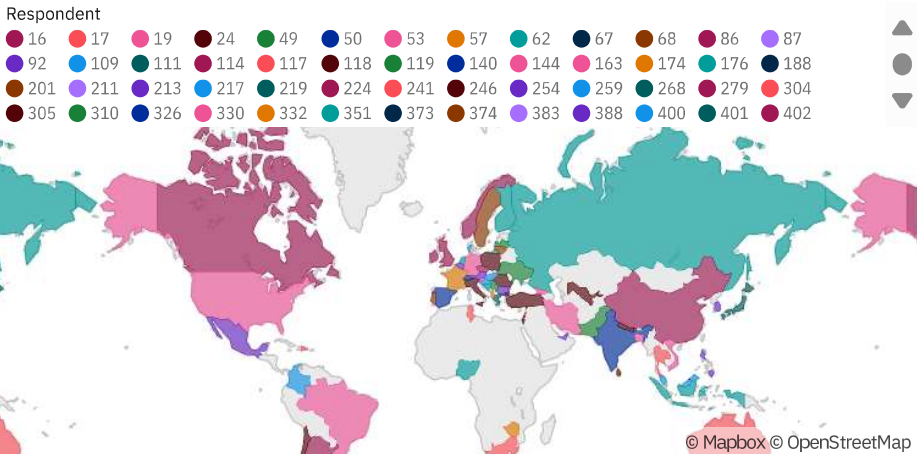 Respondent
16 17 19 24 49 50 53 57 62 67 68 86 87
92 109 111 114 117 118 119 140 144 163 174 176 188
201 211 213 217 219 224 241 246 254 259 268 279 304
305 310 326 330 332 351 373 374 383 388 400 401 402
© Mapbox © OpenStreetMap